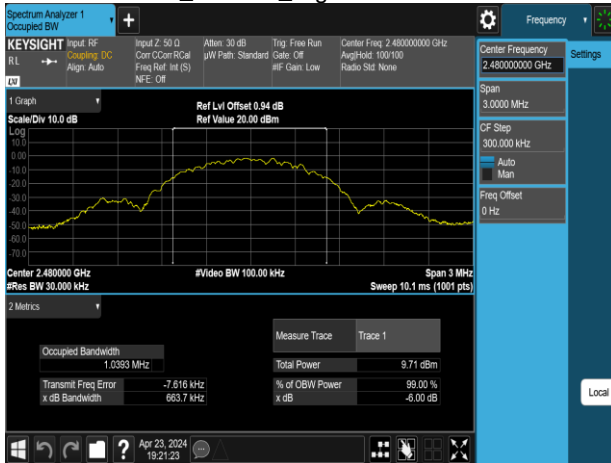 Spectrum Analyzer 1
Occupied BW
Frequency
KEYSIGHT
RL
Input: RF
Coupling: DC
Align: Auto
Input Z: 50 Ω
Corr CCorr RCal
Freq Ref: Int (S)
NFE: Off
Atten: 30 dB
µW Path: Standard
Trig: Free Run
Gate: Off
#IF Gain: Low
Center Freq: 2.480000000 GHz
Avg|Hold: 100/100
Radio Std: None
LXI
1 Graph
Scale/Div 10.0 dB
Ref Lvl Offset 0.94 dB
Ref Value 20.00 dBm
Log
10.0
0.00
-10.0
-20.0
-30.0
-40.0
-50.0
-60.0
-70.0
Center 2.480000 GHz
#Res BW 30.000 kHz
#Video BW 100.00 kHz
Span 3 MHz
Sweep 10.1 ms (1001 pts)
2 Metrics
Measure Trace
Trace 1
Occupied Bandwidth
1.0393 MHz
Total Power
9.71 dBm
Transmit Freq Error
-7.616 kHz
% of OBW Power
99.00 %
x dB Bandwidth
663.7 kHz
x dB
-6.00 dB
Center Frequency
2.480000000 GHz
Settings
Span
3.0000 MHz
CF Step
300.000 kHz
Auto
Man
Freq Offset
0 Hz
Local
?
Apr 23, 2024
19:21:23